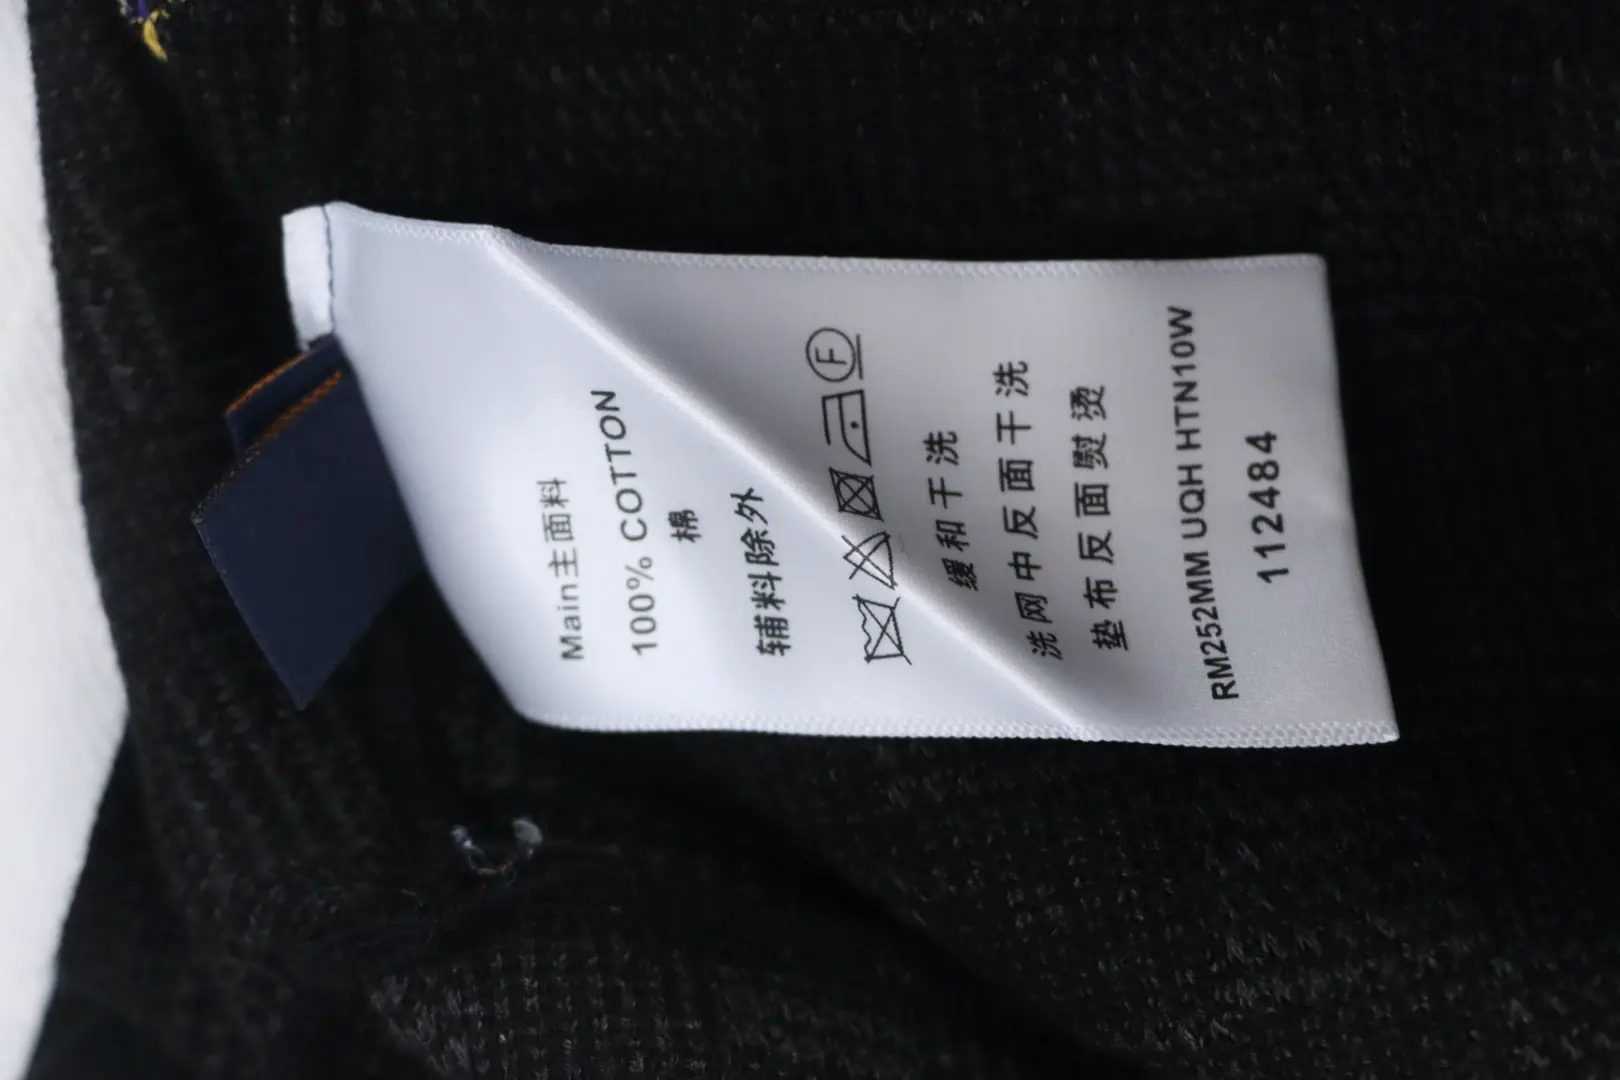 Main主面料
100% COTTON
棉
辅料除外
F
缓和干洗
洗网中反面干洗
垫布反面熨烫
RM252MM UQH HTN10W
112484